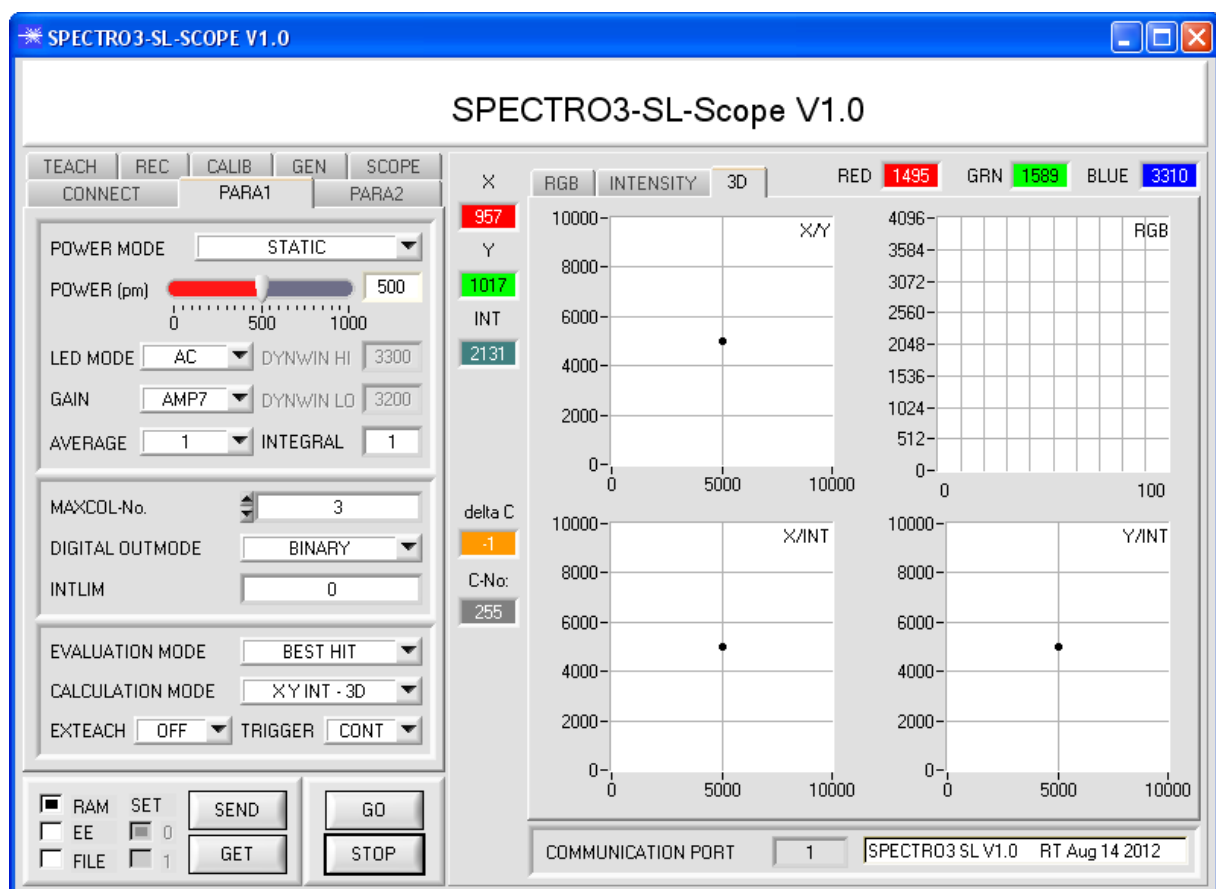 SPECTRO3-SL-SCOPE V1.0
SPECTRO3-SL-Scope V1.0
TEACH REC CALIB GEN SCOPE
CONNECT PARA1 PARA2
POWER MODE STATIC
POWER (pm) 500
0 500 1000
LED MODE AC DYNWIN HI 3300
GAIN AMP7 DYNWIN LO 3200
AVERAGE 1 INTEGRAL 1
MAXCOL-No. 3
DIGITAL OUTMODE BINARY
INTLIM 0
EVALUATION MODE BEST HIT
CALCULATION MODE X Y INT - 3D
EXTEACH OFF TRIGGER CONT
RAM SET SEND GO
EE 0
FILE 1 GET STOP
X
957
Y
1017
INT
2131
delta C
-1
C-No:
255
RGB INTENSITY 3D RED 1495 GRN 1589 BLUE 3310
X/Y
10000
8000
6000
4000
2000
0
0 5000 10000
RGB
4096
3584
3072
2560
2048
1536
1024
512
0
0 100
X/INT
10000
8000
6000
4000
2000
0
0 5000 10000
Y/INT
10000
8000
6000
4000
2000
0
0 5000 10000
COMMUNICATION PORT 1 SPECTRO3 SL V1.0 RT Aug 14 2012